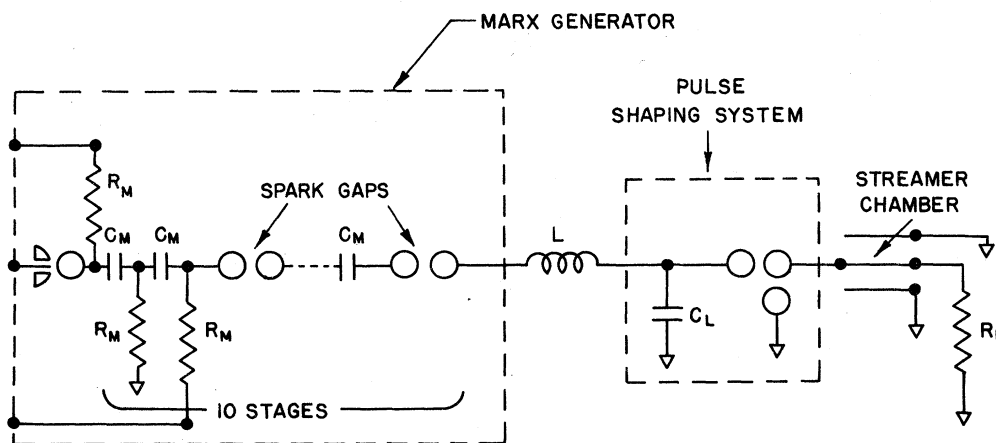 MARX GENERATOR
PULSE
SHAPING SYSTEM
STREAMER
CHAMBER
SPARK GAPS
R_M
C_M
C_M
C_M
L
R_M
R_M
C_L
10 STAGES